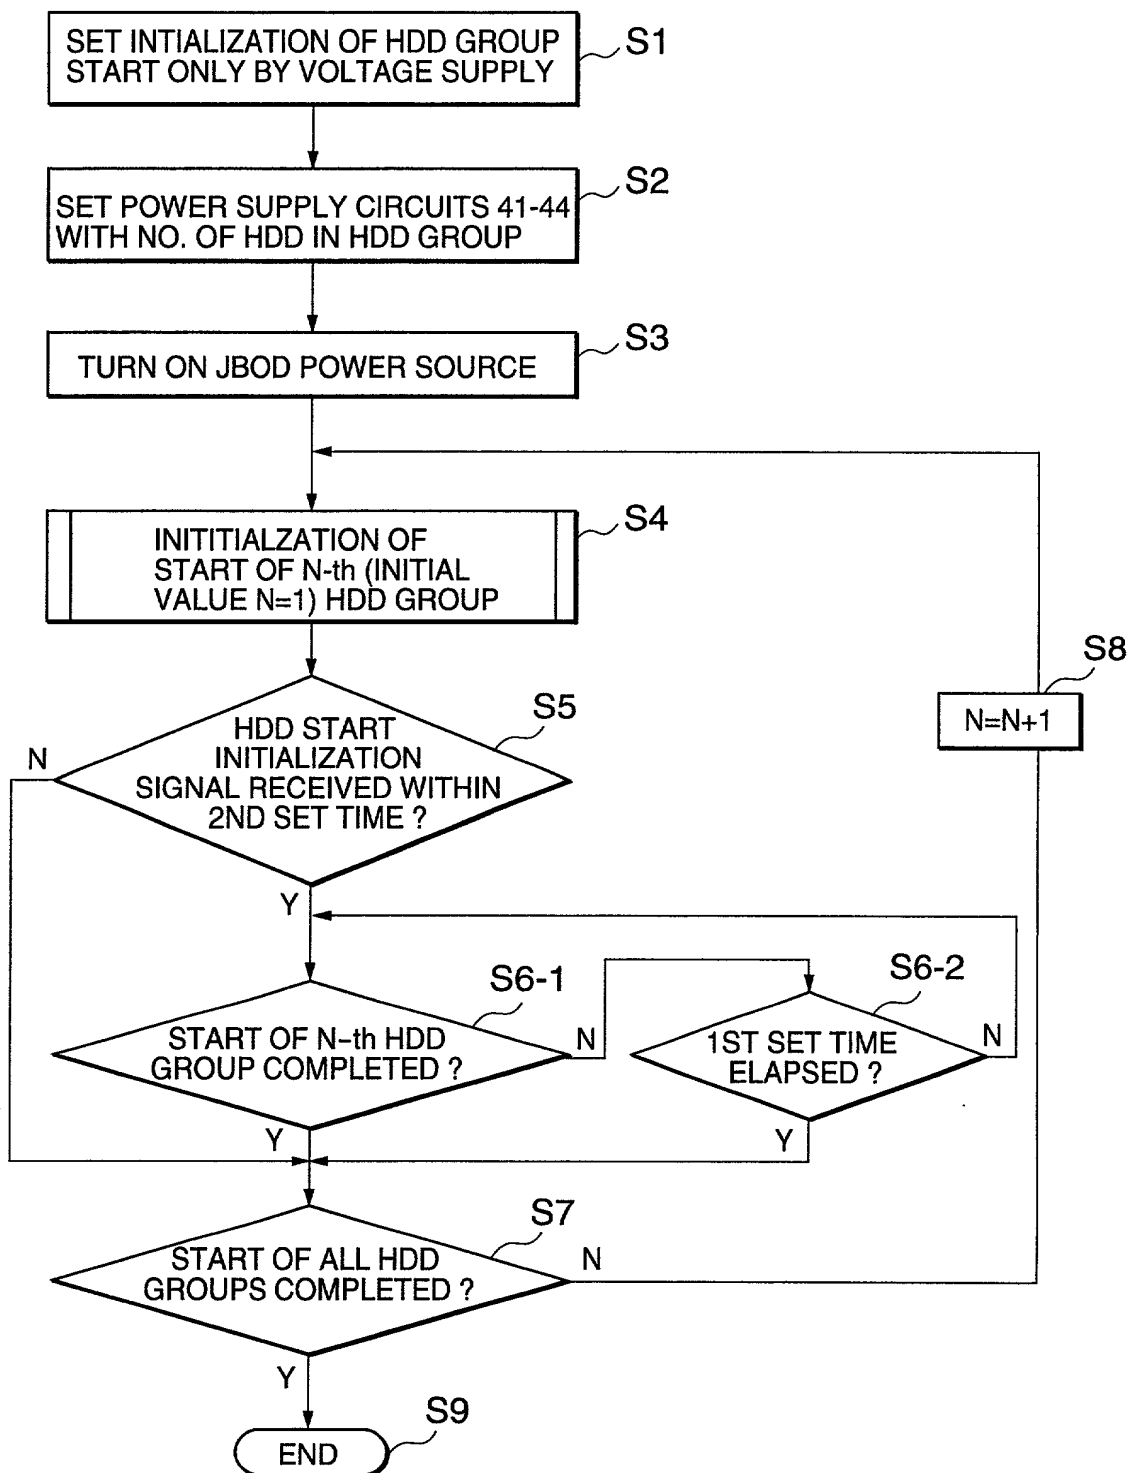 SET INTIALIZATION OF HDD GROUP
START ONLY BY VOLTAGE SUPPLY
S1
SET POWER SUPPLY CIRCUITS 41-44
WITH NO. OF HDD IN HDD GROUP
S2
TURN ON JBOD POWER SOURCE
S3
INITITIALZATION OF
START OF N-th (INITIAL
VALUE N=1) HDD GROUP
S4
S8
N=N+1
HDD START
INITIALIZATION
SIGNAL RECEIVED WITHIN
2ND SET TIME ?
S5
N
Y
START OF N-th HDD
GROUP COMPLETED ?
S6-1
N
Y
1ST SET TIME
ELAPSED ?
S6-2
N
Y
START OF ALL HDD
GROUPS COMPLETED ?
S7
N
Y
END
S9